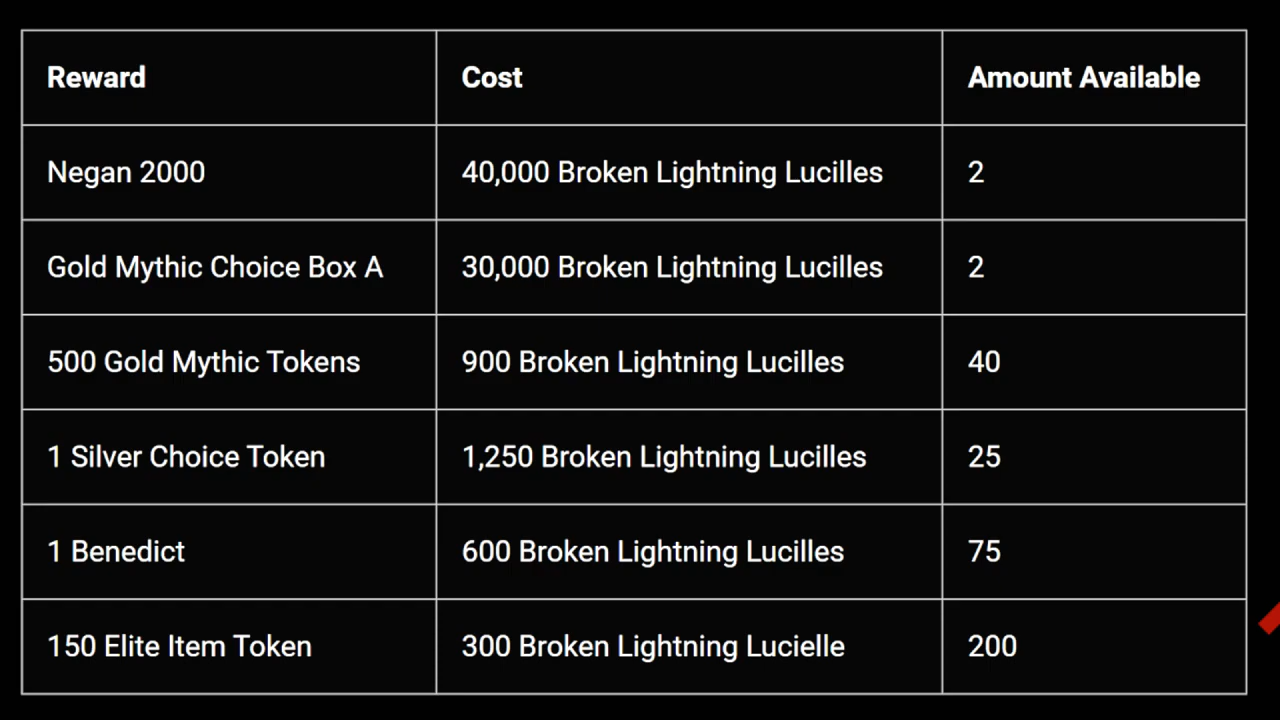 Reward Cost Amount Available
Negan 2000 40,000 Broken Lightning Lucilles 2
Gold Mythic Choice Box A 30,000 Broken Lightning Lucilles 2
500 Gold Mythic Tokens 900 Broken Lightning Lucilles 40
1 Silver Choice Token 1,250 Broken Lightning Lucilles 25
1 Benedict 600 Broken Lightning Lucilles 75
150 Elite Item Token 300 Broken Lightning Lucielle 200